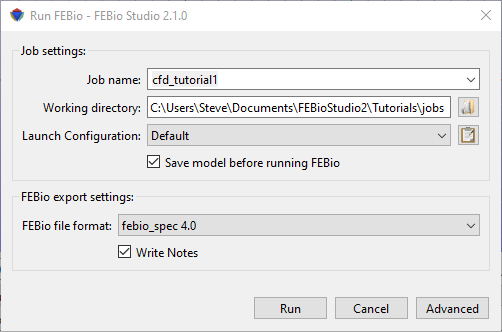 Run FEBio - FEBio Studio 2.1.0
Job settings:
Job name: cfd_tutorial1
Working directory: C:\Users\Steve\Documents\FEBioStudio2\Tutorials\jobs
Launch Configuration: Default
Save model before running FEBio
FEBio export settings:
FEBio file format: febio_spec 4.0
Write Notes
Run Cancel Advanced